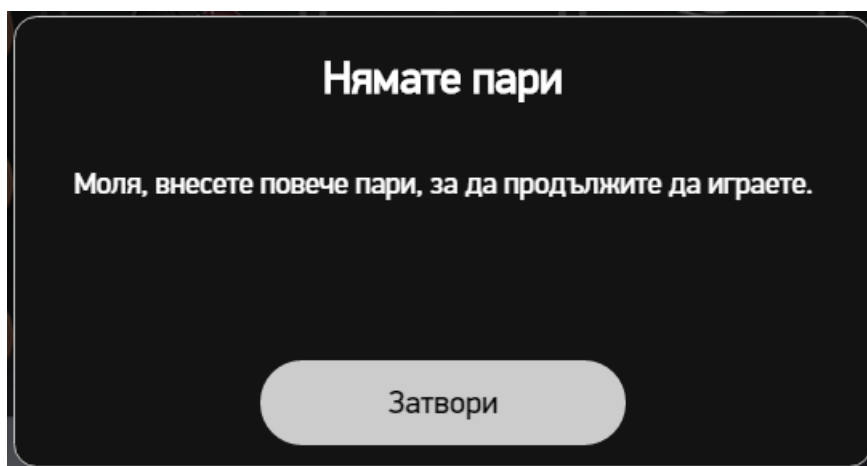 Нямате пари
Моля, внесете повече пари, за да продължите да играете.
Затвори